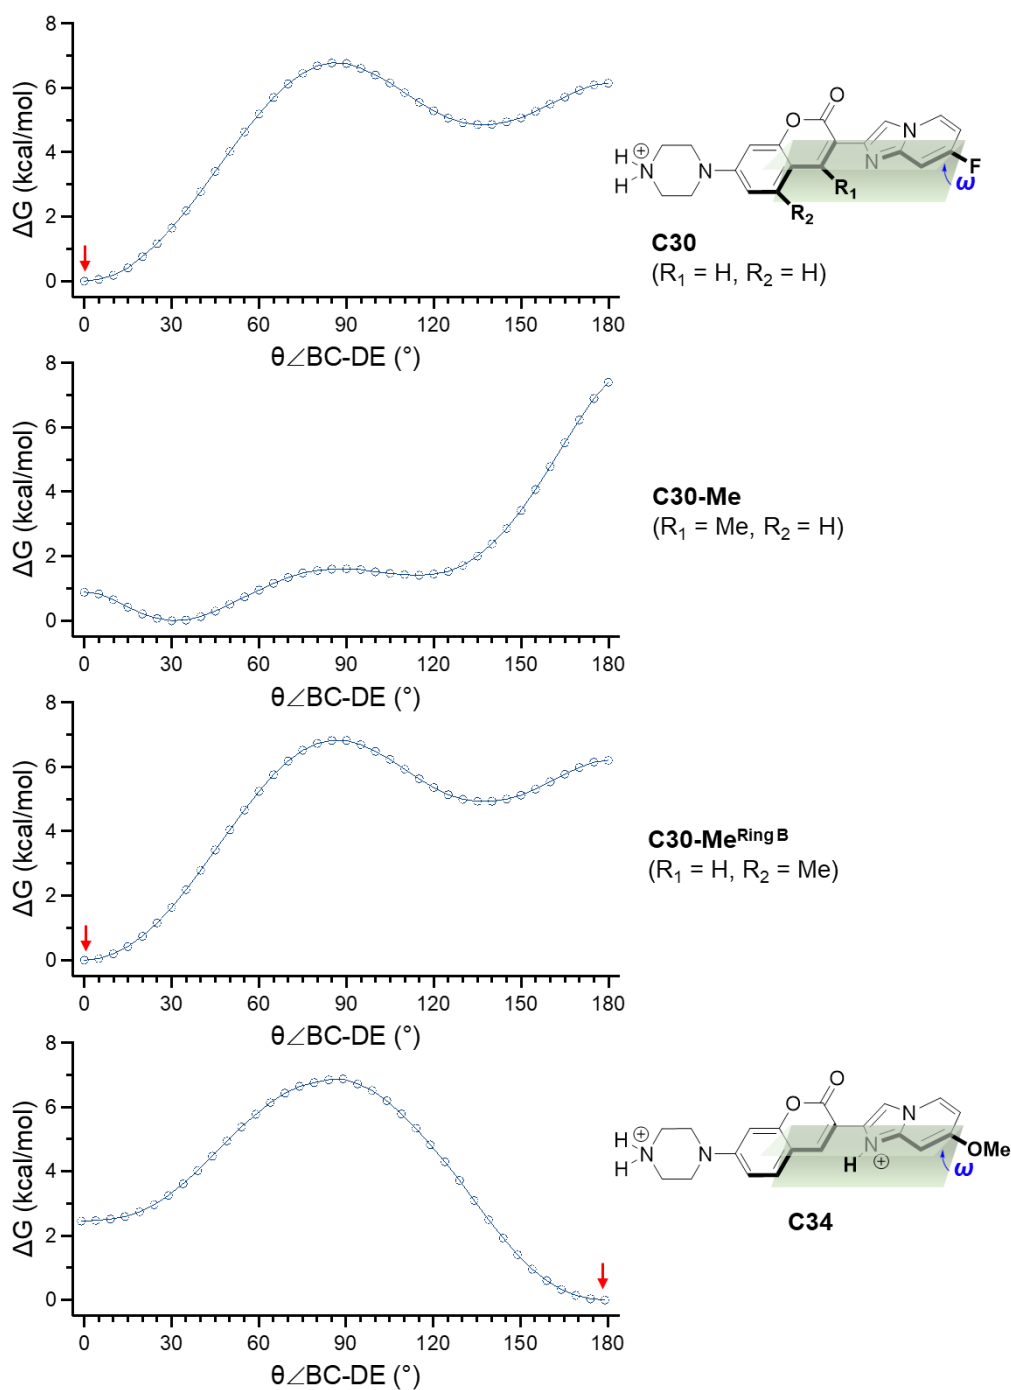 8
6
4
2
0
ΔG (kcal/mol)
0 30 60 90 120 150 180
θ∠BC-DE (°)
O
O
N
N
F
H
N
⊕
H
N
R₁
R₂
ω
C30
(R₁ = H, R₂ = H)
8
6
4
2
0
ΔG (kcal/mol)
0 30 60 90 120 150 180
θ∠BC-DE (°)
C30-Me
(R₁ = Me, R₂ = H)
8
6
4
2
0
ΔG (kcal/mol)
0 30 60 90 120 150 180
θ∠BC-DE (°)
C30-Meᴿⁱⁿᵍ ᴮ
(R₁ = H, R₂ = Me)
8
6
4
2
0
ΔG (kcal/mol)
0 30 60 90 120 150 180
θ∠BC-DE (°)
O
O
N
N
OMe
H
N
⊕
H
N
H
⊕
ω
C34